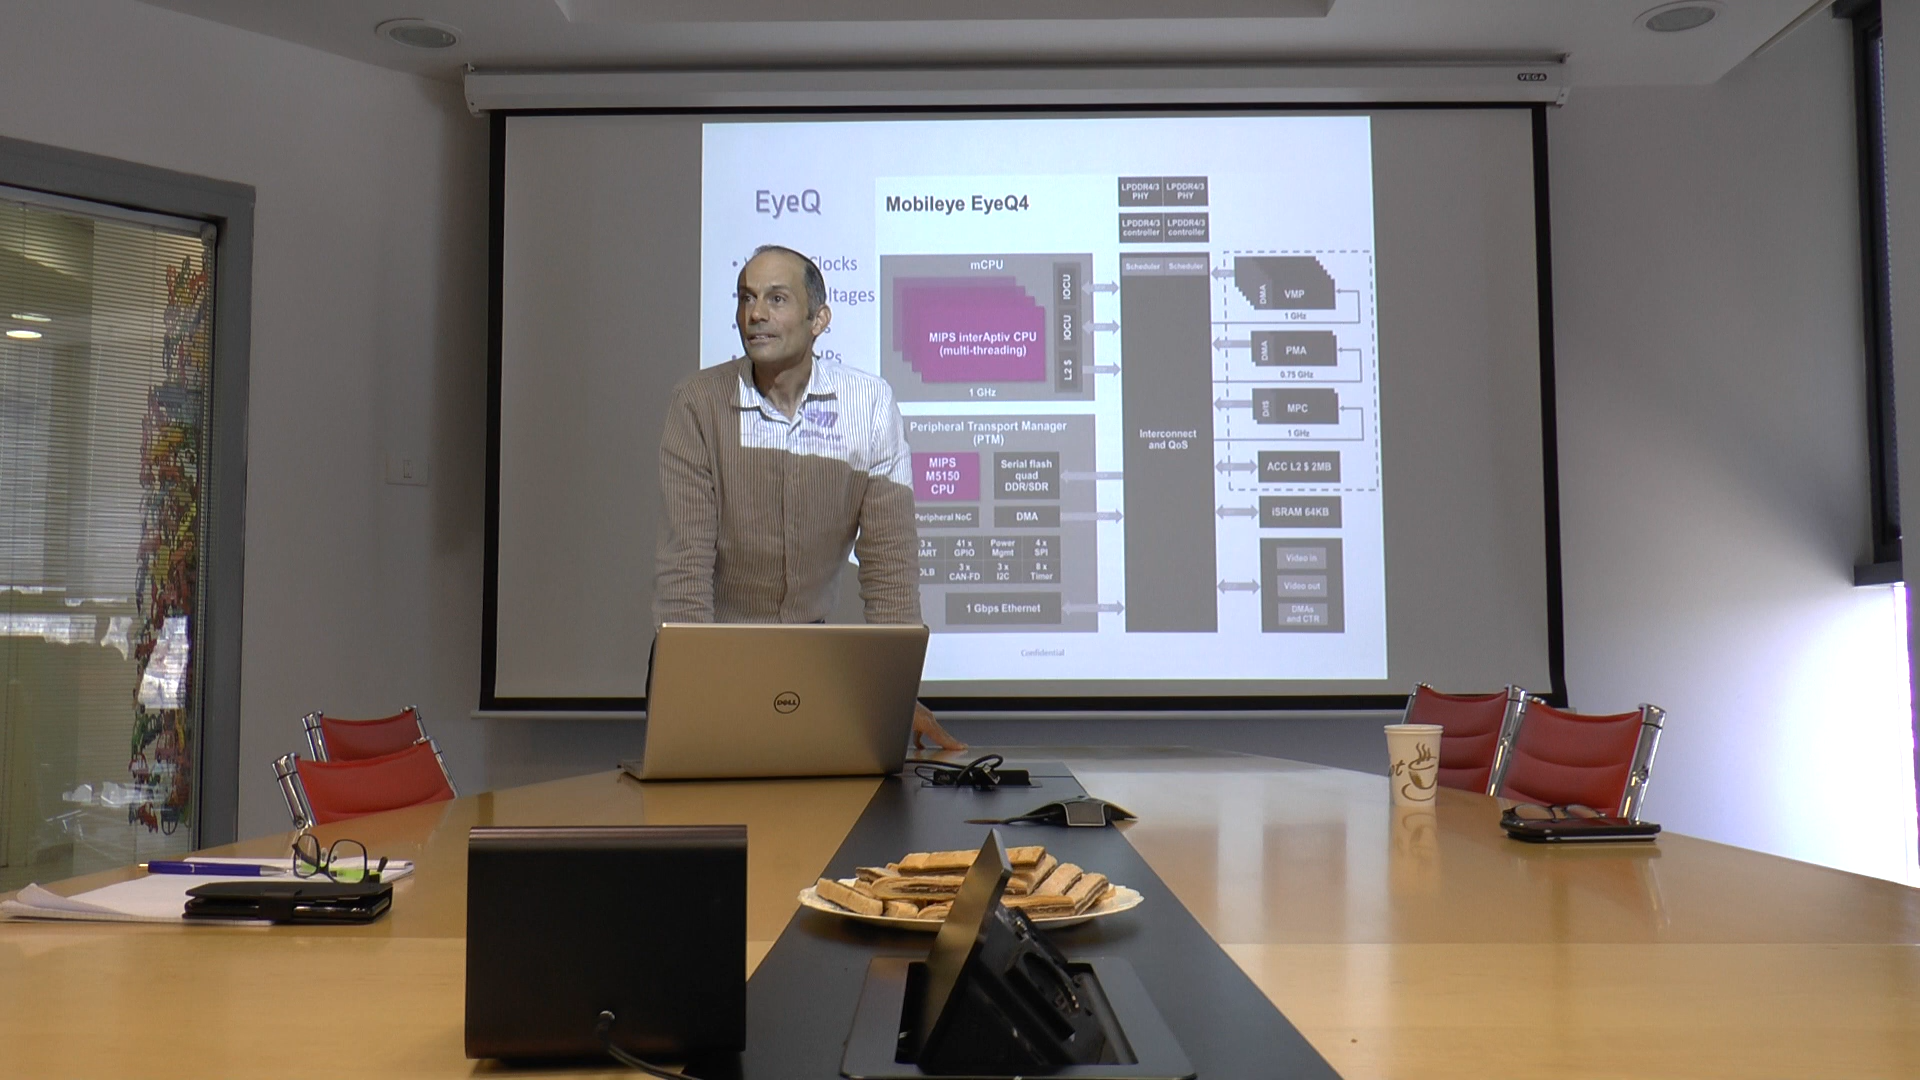 VEGA
EyeQ
Clocks
ltages
Mobileye EyeQ4
LPDDR4/3 LPDDR4/3
PHY PHY
LPDDR4/3 LPDDR4/3
controller controller
mCPU
MIPS interAptiv CPU
(multi-threading)
IOCU
IOCU
L2 $
1 GHz
Scheduler Scheduler
Interconnect
and QoS
DMA
VMP
1 GHz
DMA
PMA
0.75 GHz
MPC
1 GHz
ACC L2 $ 2MB
iSRAM 64KB
Video in
Video out
DMAs
and CTR
Peripheral Transport Manager
(PTM)
MIPS
M5150
CPU
Serial flash
quad
DDR/SDR
Peripheral NoC
DMA
3 x 41 x Power 4 x
UART GPIO Mgmt SPI
3 x 3 x 8 x
CAN-FD I2C Timer
1 Gbps Ethernet
Confidential
DELL